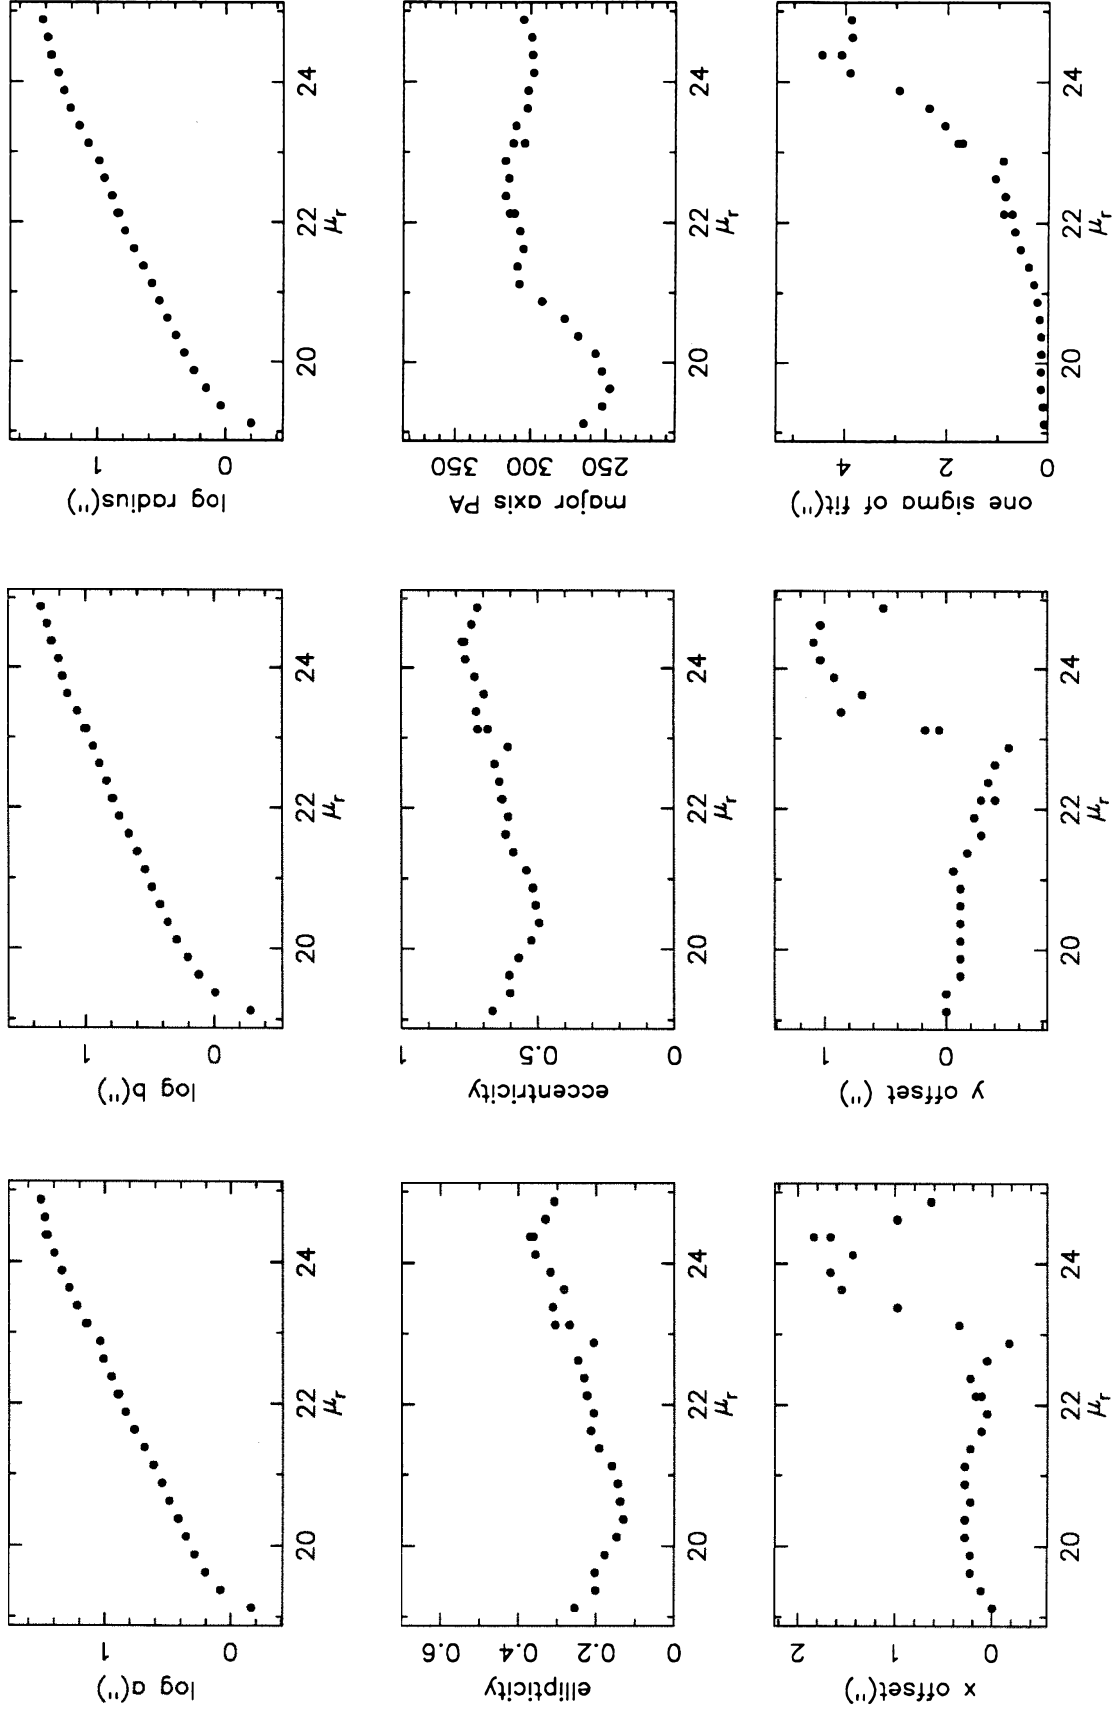 log radius(")
1
0
20
22
24
μr
major axis PA
350
300
250
20
22
24
μr
one sigma of fit(")
4
2
0
20
22
24
μr
log b(")
1
0
20
22
24
μr
eccentricity
1
0.5
0
20
22
24
μr
y offset (")
1
0
20
22
24
μr
log a(")
1
0
20
22
24
μr
ellipticity
0.6
0.4
0.2
0
20
22
24
μr
x offset(")
2
1
0
20
22
24
μr